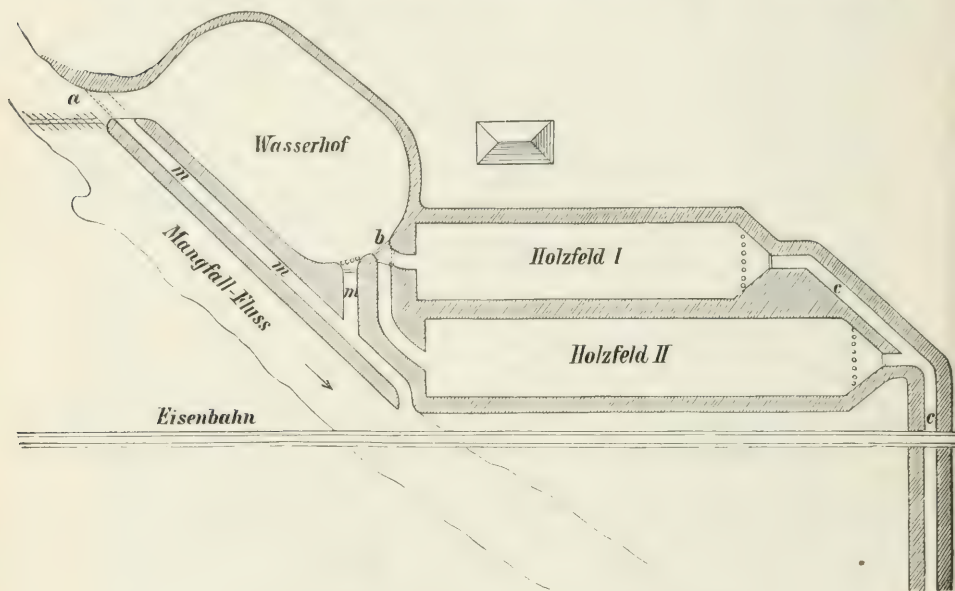 a
Wasserhof
m
b
Holzfeld I
m
m
c
Mangfall-Fluss
Holzfeld II
Eisenbahn
c